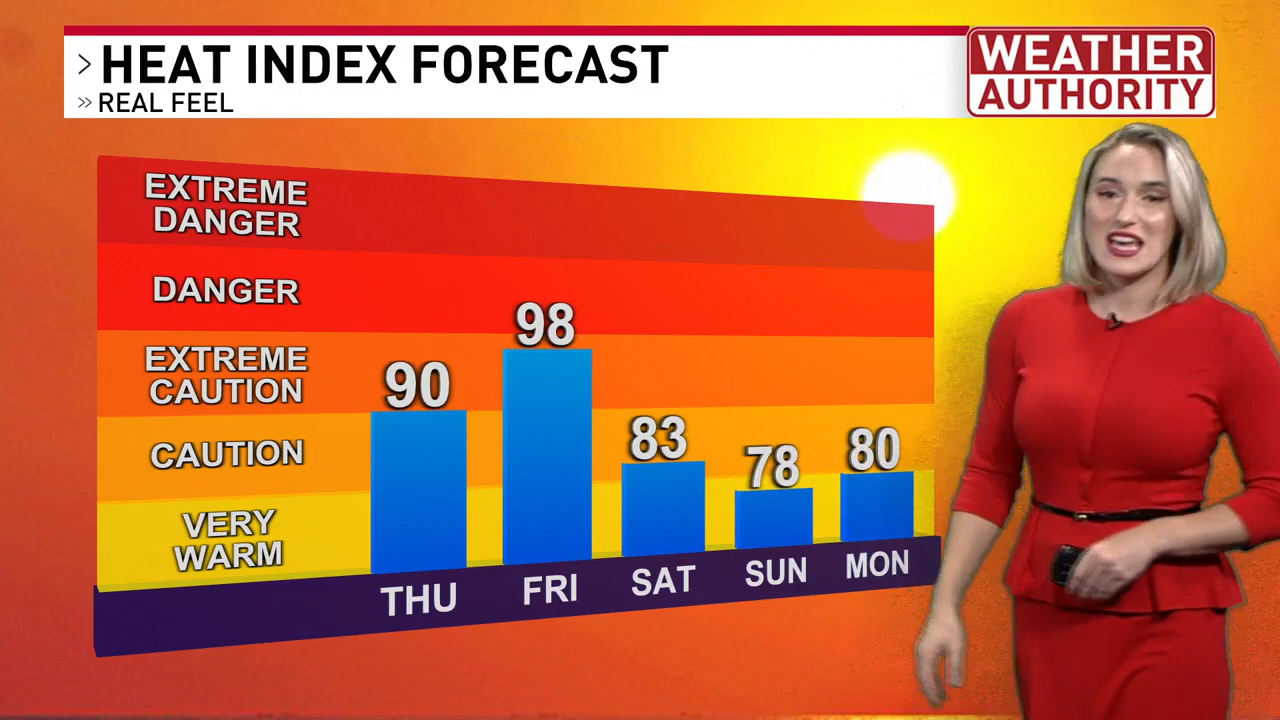 > HEAT INDEX FORECAST
» REAL FEEL
WEATHER
AUTHORITY
EXTREME
DANGER
DANGER
EXTREME
CAUTION
CAUTION
VERY
WARM
90
98
83
78
80
THU
FRI
SAT
SUN
MON